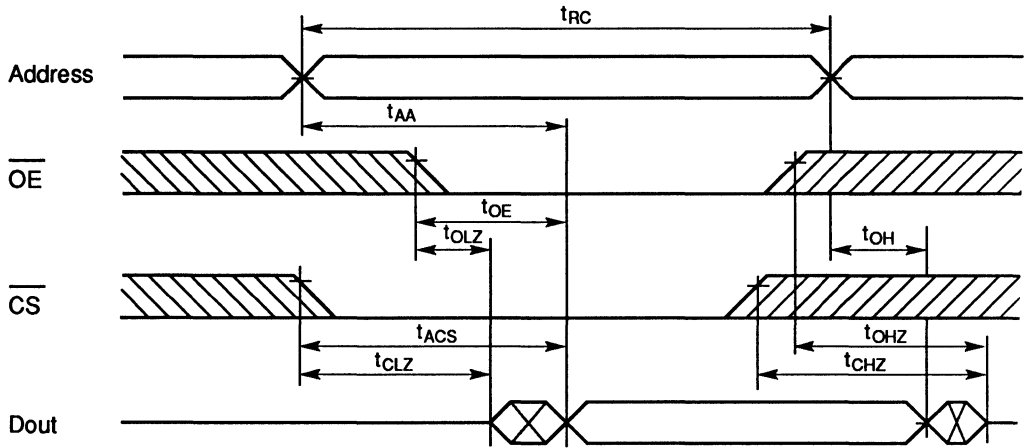 tRC
Address
tAA
OE
tOE
tOLZ
tOH
CS
tACS
tOHZ
tCLZ
tCHZ
Dout